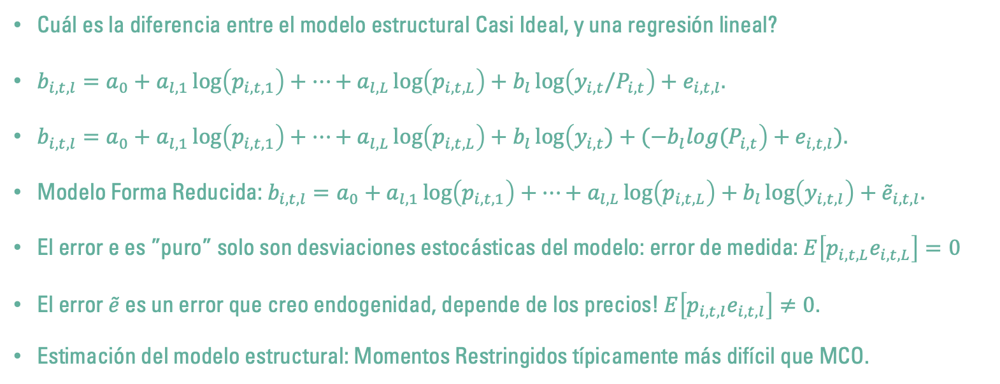 • Cuál es la diferencia entre el modelo estructural Casi Ideal, y una regresión lineal?
• $b_{i,t,l} = a_0 + a_{l,1} \log(p_{i,t,1}) + \cdots + a_{l,L} \log(p_{i,t,L}) + b_l \log(y_{i,t}/P_{i,t}) + e_{i,t,l}.$
• $b_{i,t,l} = a_0 + a_{l,1} \log(p_{i,t,1}) + \cdots + a_{l,L} \log(p_{i,t,L}) + b_l \log(y_{i,t}) + (-b_l log(P_{i,t}) + e_{i,t,l}).$
• Modelo Forma Reducida: $b_{i,t,l} = a_0 + a_{l,1} \log(p_{i,t,1}) + \cdots + a_{l,L} \log(p_{i,t,L}) + b_l \log(y_{i,t,l}) + \tilde{e}_{i,t,l}.$
• El error e es ”puro” solo son desviaciones estocásticas del modelo: error de medida: $E[p_{i,t,L} e_{i,t,L}] = 0$
• El error $\tilde{e}$ es un error que creo endogenidad, depende de los precios! $E[p_{i,t,l} e_{i,t,l}] \neq 0.$
• Estimación del modelo estructural: Momentos Restringidos típicamente más difícil que MCO.